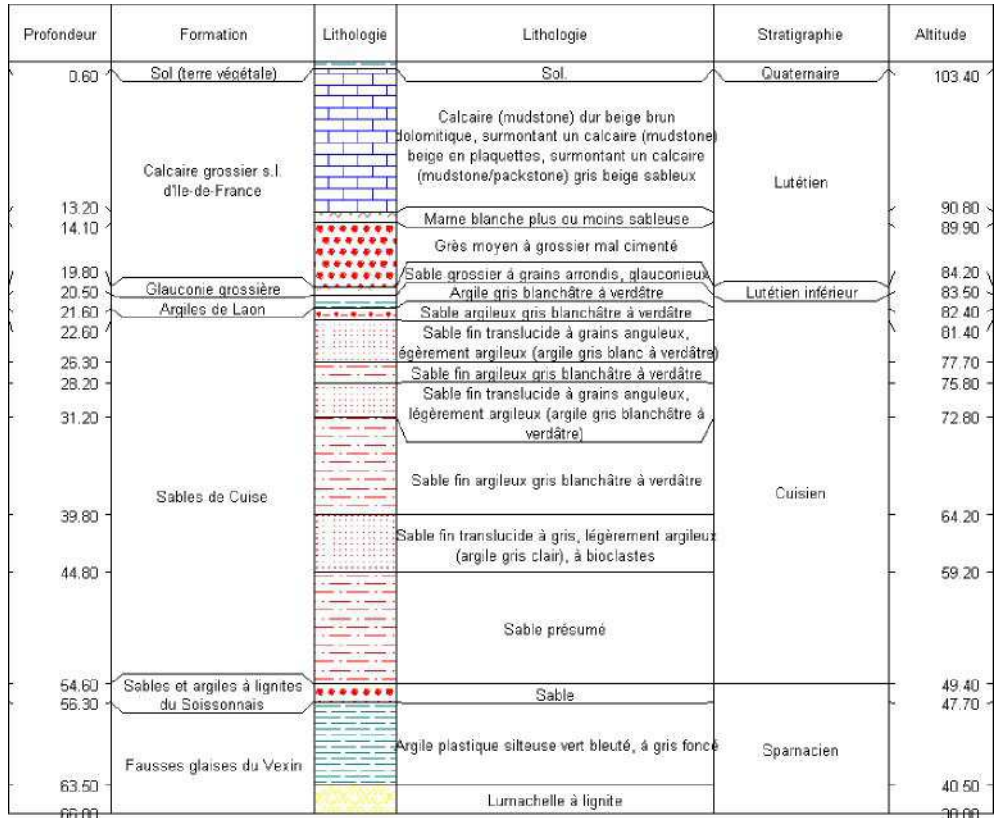 Profondeur Formation Lithologie Lithologie Stratigraphie Altitude
0.60 Sol (terre végétale) Sol. Quaternaire 103.40
Calcaire (mudstone) dur beige brun
dolomitique, surmontant un calcaire (mudstone)
beige en plaquettes, surmontant un calcaire
(mudstone/packstone) gris beige sableux
Calcaire grossier s.l.
d'Ile-de-France
Lutétien
13.20 90.80
Marne blanche plus ou moins sableuse
14.10 89.90
Grès moyen à grossier mal cimenté
19.80 Sable grossier à grains arrondis, glauconieux 84.20
20.50 Glauconie grossière Argile gris blanchâtre à verdâtre Lutétien inférieur 83.50
21.60 Argiles de Laon Sable argileux gris blanchâtre à verdâtre 82.40
22.60 Sable fin translucide à grains anguleux, 81.40
légèrement argileux (argile gris blanc à verdâtre)
26.30 77.70
Sable fin argileux gris blanchâtre à verdâtre
28.20 75.80
Sable fin translucide à grains anguleux,
légèrement argileux (argile gris blanchâtre à
verdâtre)
31.20 72.80
Sable fin argileux gris blanchâtre à verdâtre
Sables de Cuise Cuisien
39.80 64.20
Sable fin translucide à gris, légèrement argileux
(argile gris clair), à bioclastes
44.80 59.20
Sable présumé
54.60 49.40
Sables et argiles à lignites
du Soissonnais
Sable
56.30 47.70
Argile plastique silteuse vert bleuté, à gris foncé
Fausses glaises du Vexin Sparnacien
63.50 40.50
Lumachelle à lignite